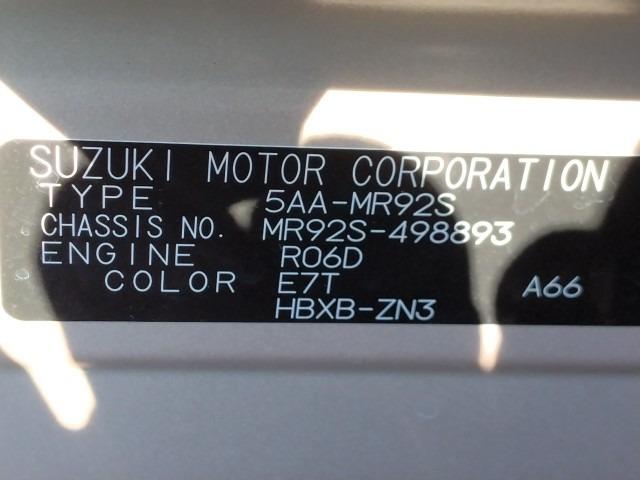 SUZUKI MOTOR CORPORATION
TYPE 5AA-MR92S
CHASSIS NO. MR92S-498893
ENGINE R06D
COLOR E7T A66
HBXB-ZN3